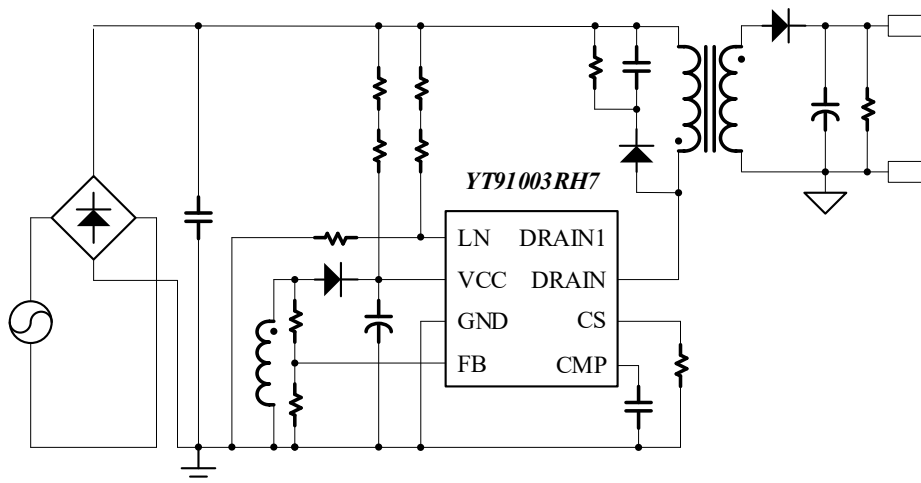 YT91003RH7
LN DRAIN1
VCC DRAIN
GND CS
FB CMP